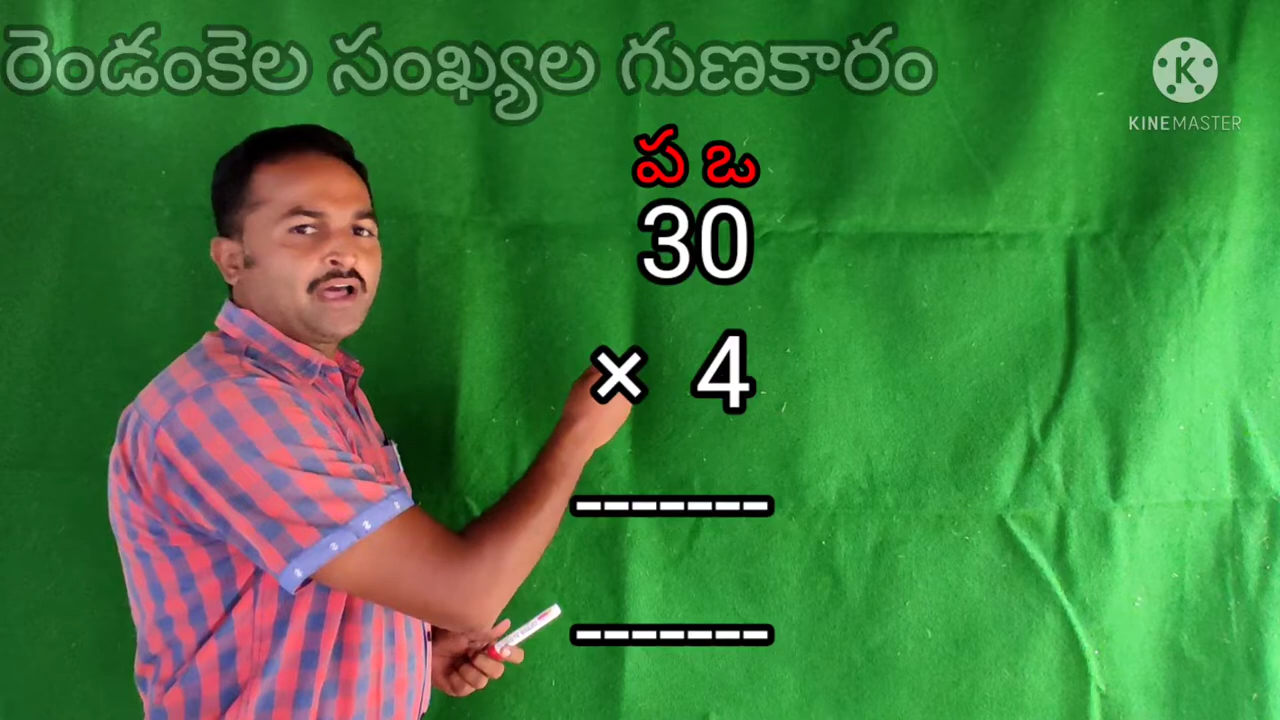 రెండంకెల సంఖ్యల గుణకారం
KINEMASTER
ప ఒ
30
× 4
-------
-------